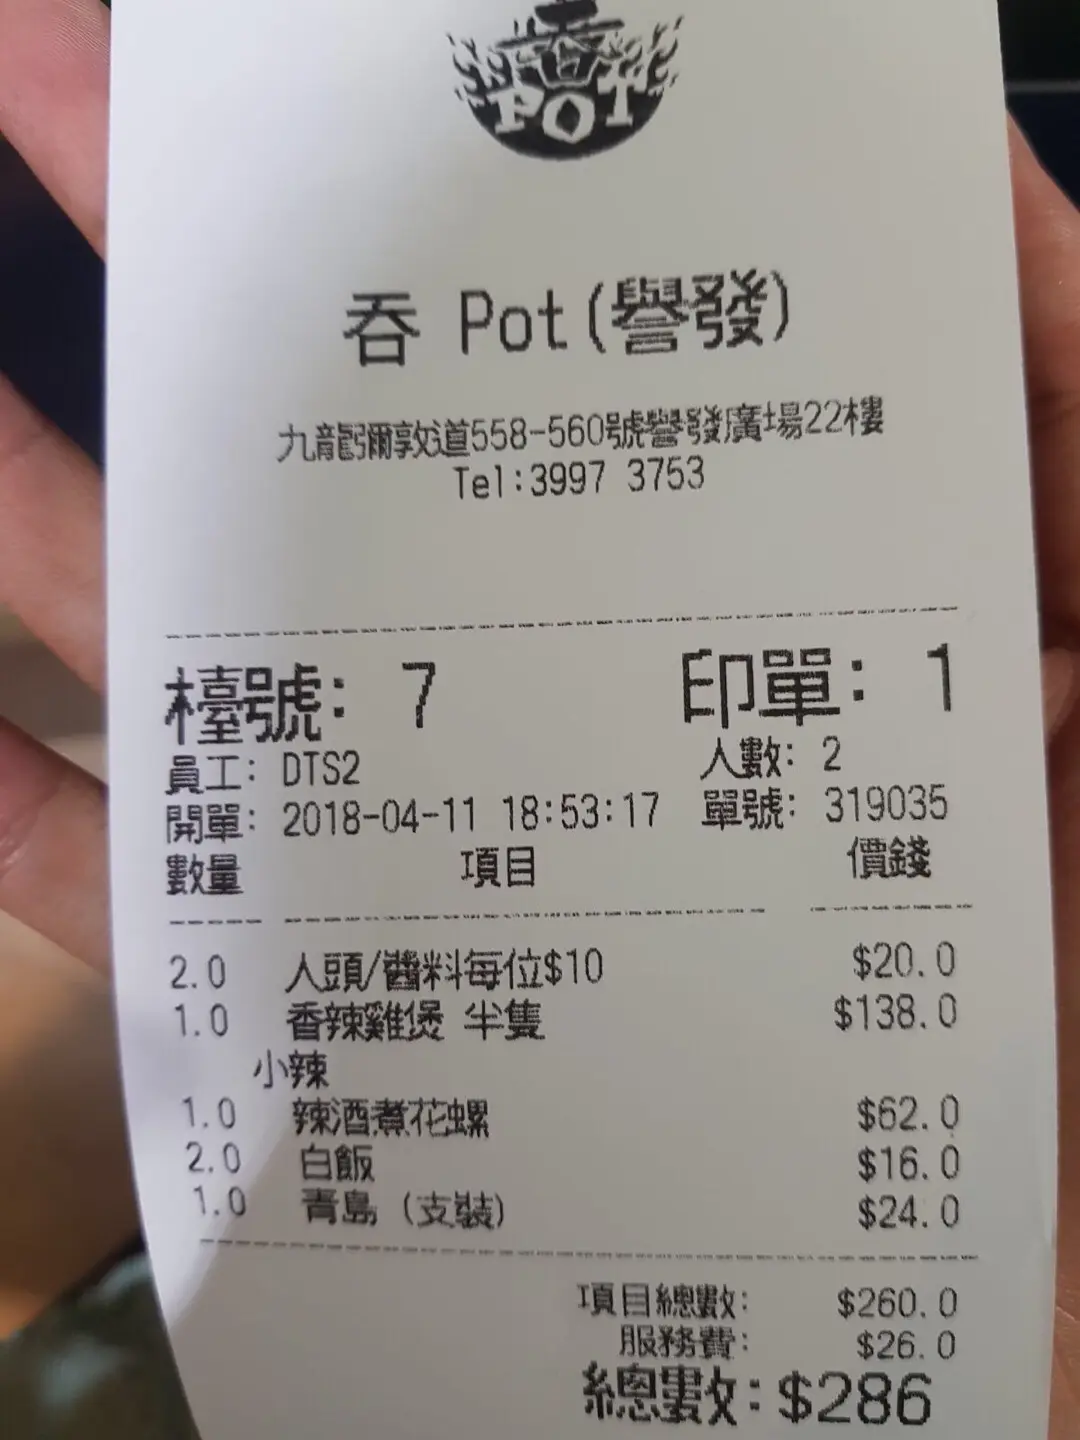 吞
POT
吞 Pot(譽發)
九龍彌敦道558-560號譽發廣場22樓
Tel:3997 3753
檯號: 7 印單: 1
員工: DTS2 人數: 2
開單: 2018-04-11 18:53:17 單號: 319035
數量 項目 價錢
2.0 人頭/醬料每位$10 $20.0
1.0 香辣雞煲 半隻 $138.0
小辣
1.0 辣酒煮花螺 $62.0
2.0 白飯 $16.0
1.0 青島 (支裝) $24.0
項目總數: $260.0
服務費: $26.0
總數:$286